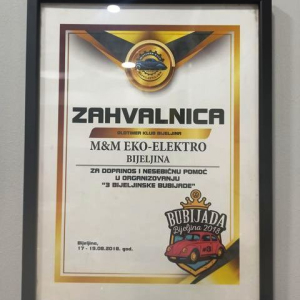 ZAHVALNICA
OLDTAJMER KLUB BIJELJINA
M&M EKO-ELEKTRO
BIJELJINA
ZA DOPRINOS I NESEBIČNU POMOĆ
U ORGANIZOVANJU
"3 BIJELJINSKE BUBIJADE"
BUBIJADA
Bijeljina 2018.
Bijeljina,
17 - 19.08.2018. god.